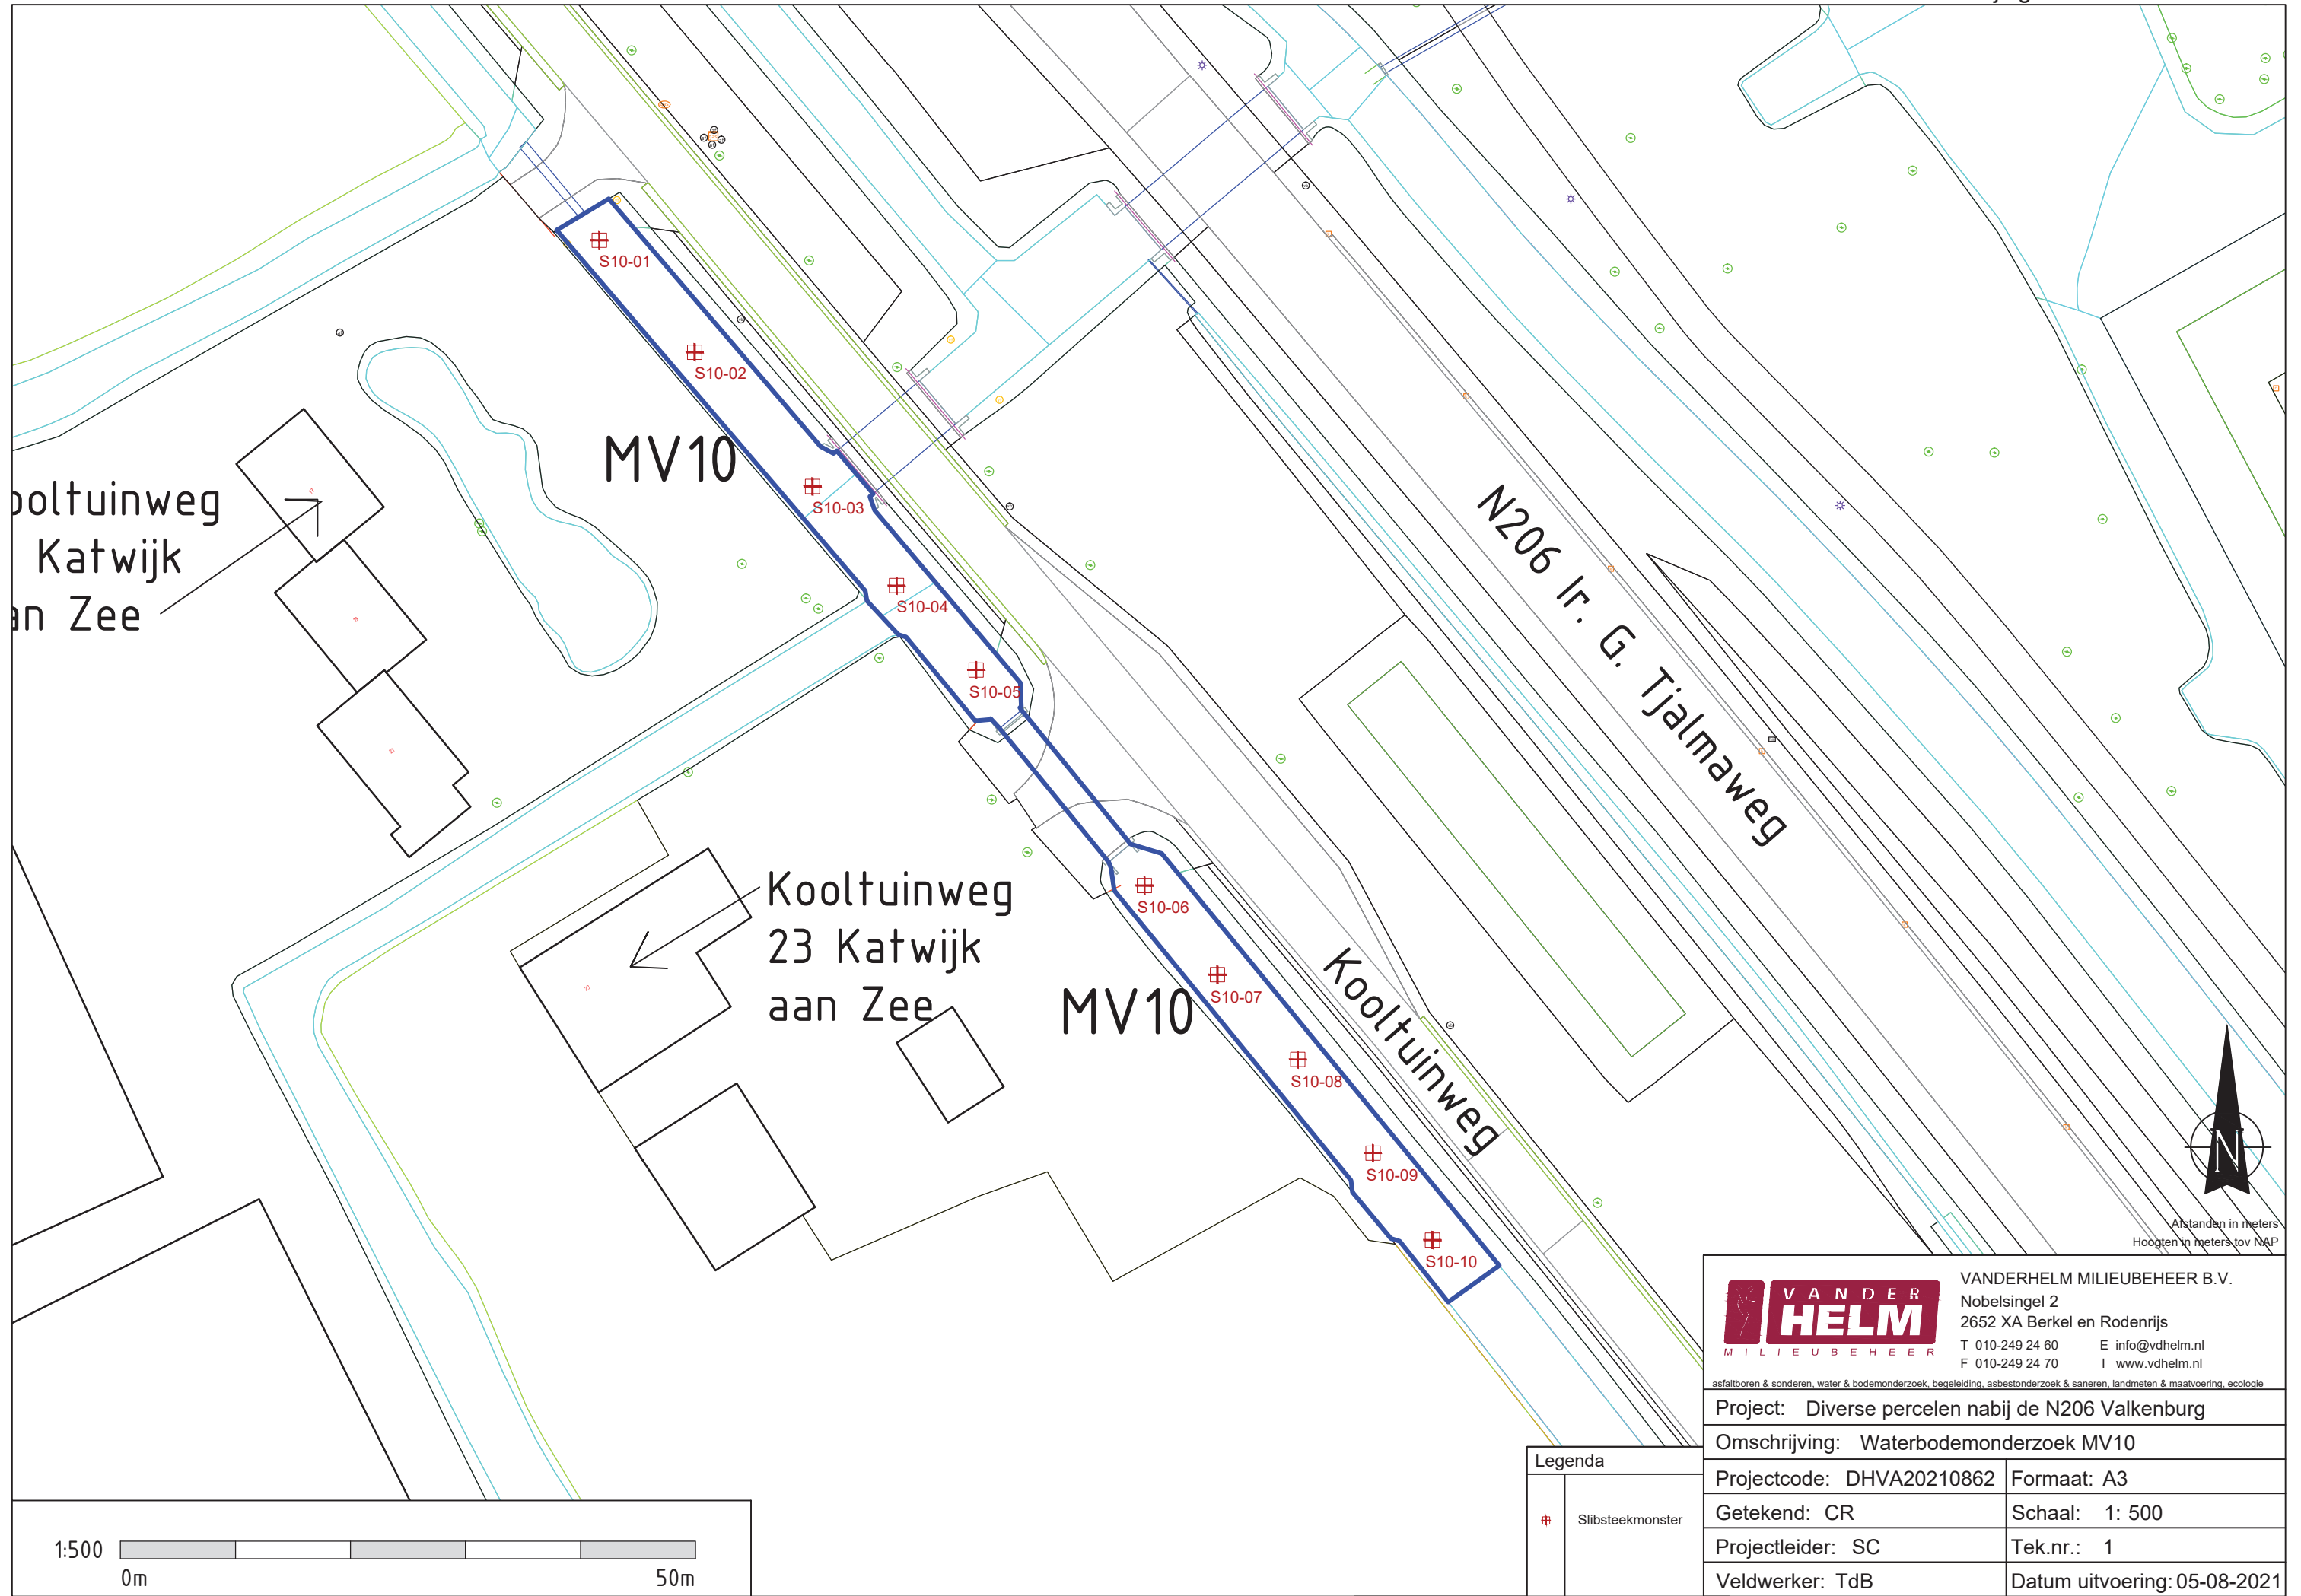 S10-01
S10-02
MV10
S10-03
ooltuinweg
Katwijk
an Zee
S10-04
S10-05
N206 Ir. G. Tjalmaweg
Kooltuinweg
23 Katwijk
aan Zee
S10-06
S10-07
MV10
Kooltuinweg
S10-08
S10-09
S10-10
N
Afstanden in meters
Hoogten in meters tov NAP
VANDER
HELM
MILIEUBEHEER
VANDERHELM MILIEUBEHEER B.V.
Nobelsingel 2
2652 XA Berkel en Rodenrijs
T 010-249 24 60 E info@vdhelm.nl
F 010-249 24 70 I www.vdhelm.nl
asfaltboren & sonderen, water & bodemonderzoek, begeleiding, asbestonderzoek & saneren, landmeten & maatvoering, ecologie
Project: Diverse percelen nabij de N206 Valkenburg
Omschrijving: Waterbodemonderzoek MV10
Projectcode: DHVA20210862 Formaat: A3
Getekend: CR Schaal: 1: 500
Projectleider: SC Tek.nr.: 1
Veldwerker: TdB Datum uitvoering: 05-08-2021
Legenda
Slibsteekmonster
1:500
0m 50m